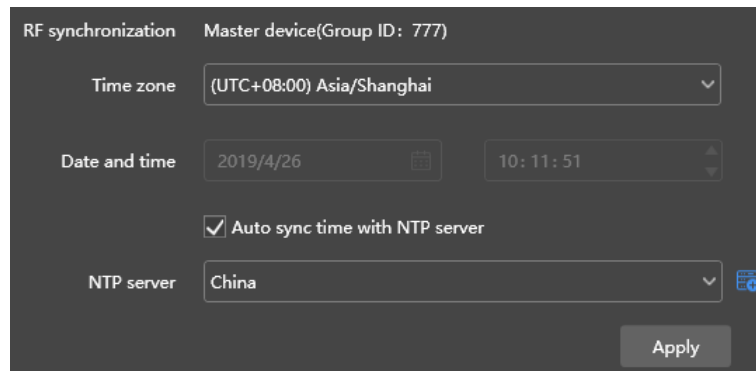 RF synchronization Master device(Group ID: 777)
Time zone (UTC+08:00) Asia/Shanghai
Date and time 2019/4/26 10:11:51
Auto sync time with NTP server
NTP server China
Apply